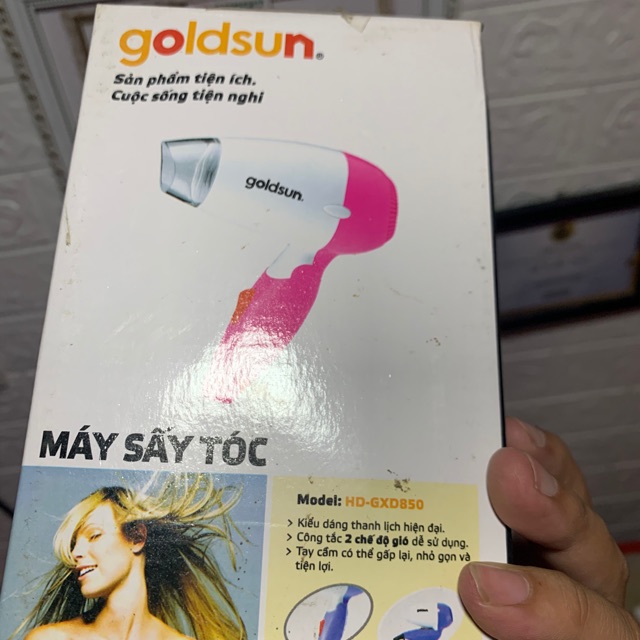 goldsun®
Sản phẩm tiện ích.
Cuộc sống tiện nghi
goldsun
MÁY SẤY TÓC
Model: HD-GXD850
> Kiểu dáng thanh lịch hiện đại.
> Công tắc 2 chế độ gió dễ sử dụng.
> Tay cầm có thể gấp lại, nhỏ gọn và
tiện lợi.